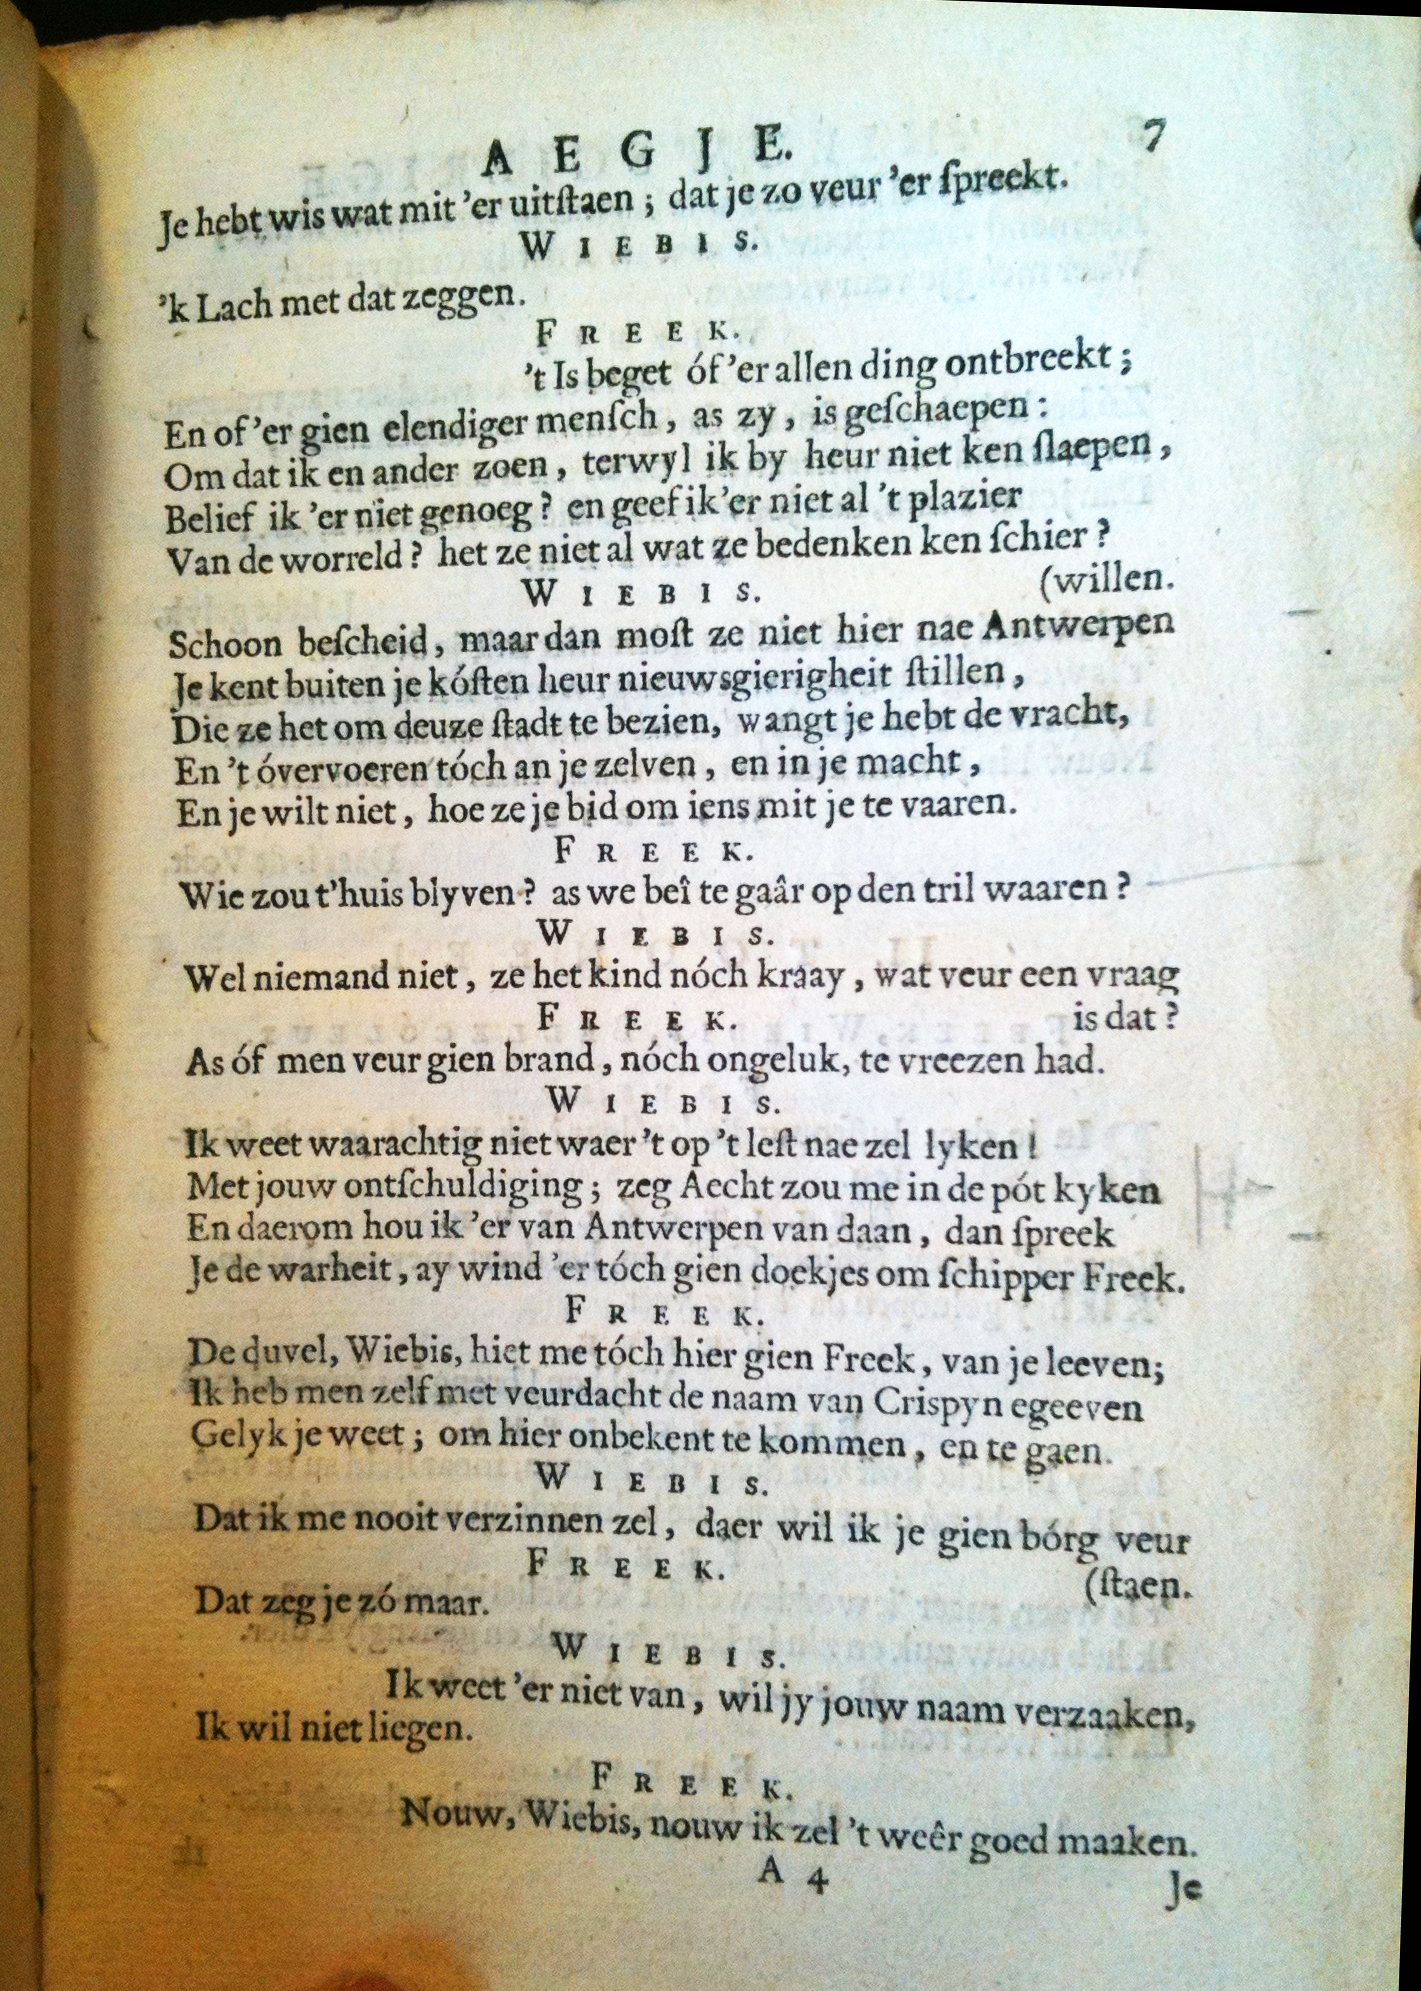 AEGJE. 7
Je hebt wis wat mit 'er uitſtaen ; dat je zo veur 'er ſpreekt.
WIEBIS.
'k Lach met dat zeggen.
FREEK.
't Is beget óf 'er allen ding ontbreekt ;
En of 'er gien elendiger menſch, as zy, is geſchaepen :
Om dat ik en ander zoen, terwyl ik by heur niet ken ſlaepen,
Belief ik 'er niet genoeg? en geef ik 'er niet al 't plazier
Van de worreld? het ze niet al wat ze bedenken ken ſchier?
WIEBIS. (willen.
Schoon beſcheid, maar dan moſt ze niet hier nae Antwerpen
Je kent buiten je kóſten heur nieuwsgierigheit ſtillen,
Die ze het om deuze ſtadt te bezien, wangt je hebt de vracht,
En 't óvervoeren tóch an je zelven, en in je macht,
En je wilt niet, hoe ze je bid om iens mit je te vaaren.
FREEK.
Wie zou t'huis blyven? as we beî te gaâr op den tril waaren?
WIEBIS.
Wel niemand niet, ze het kind nóch kraay, wat veur een vraag
FREEK. is dat?
As óf men veur gien brand, nóch ongeluk, te vreezen had.
WIEBIS.
Ik weet waarachtig niet waer 't op 't leſt nae zel lyken!
Met jouw ontſchuldiging; zeg Aecht zou me in de pót kyken
En daerom hou ik 'er van Antwerpen van daan, dan ſpreek
Je de warheit, ay wind 'er tóch gien doekjes om ſchipper Freek.
FREEK.
De duvel, Wiebis, hiet me tóch hier gien Freek, van je leeven;
Ik heb men zelf met veurdacht de naam van Crispyn egeeven
Gelyk je weet; om hier onbekent te kommen, en te gaen.
WIEBIS.
Dat ik me nooit verzinnen zel, daer wil ik je gien bórg veur
FREEK. (ſtaen.
Dat zeg je zó maar.
WIEBIS.
Ik weet 'er niet van, wil jy jouw naam verzaaken,
Ik wil niet liegen.
FREEK.
Nouw, Wiebis, nouw ik zel 't weêr goed maaken.
A 4 Je